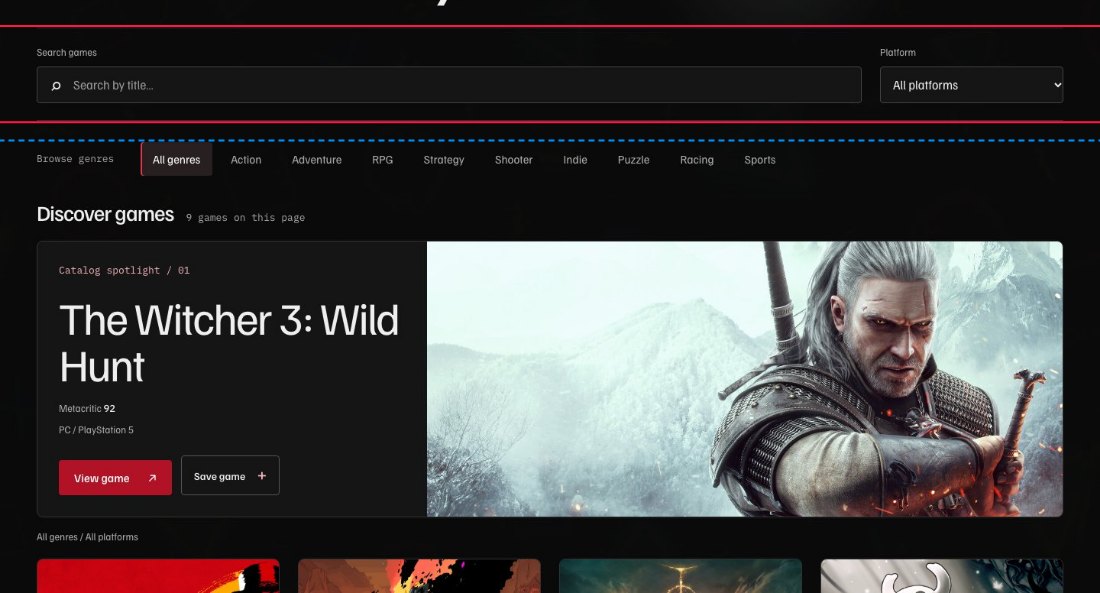 Search games
Platform
Search by title...
All platforms
Browse genres
All genres
Action
Adventure
RPG
Strategy
Shooter
Indie
Puzzle
Racing
Sports
Discover games
9 games on this page
Catalog spotlight / 01
The Witcher 3: Wild
Hunt
Metacritic 92
PC / PlayStation 5
View game
Save game
All genres / All platforms